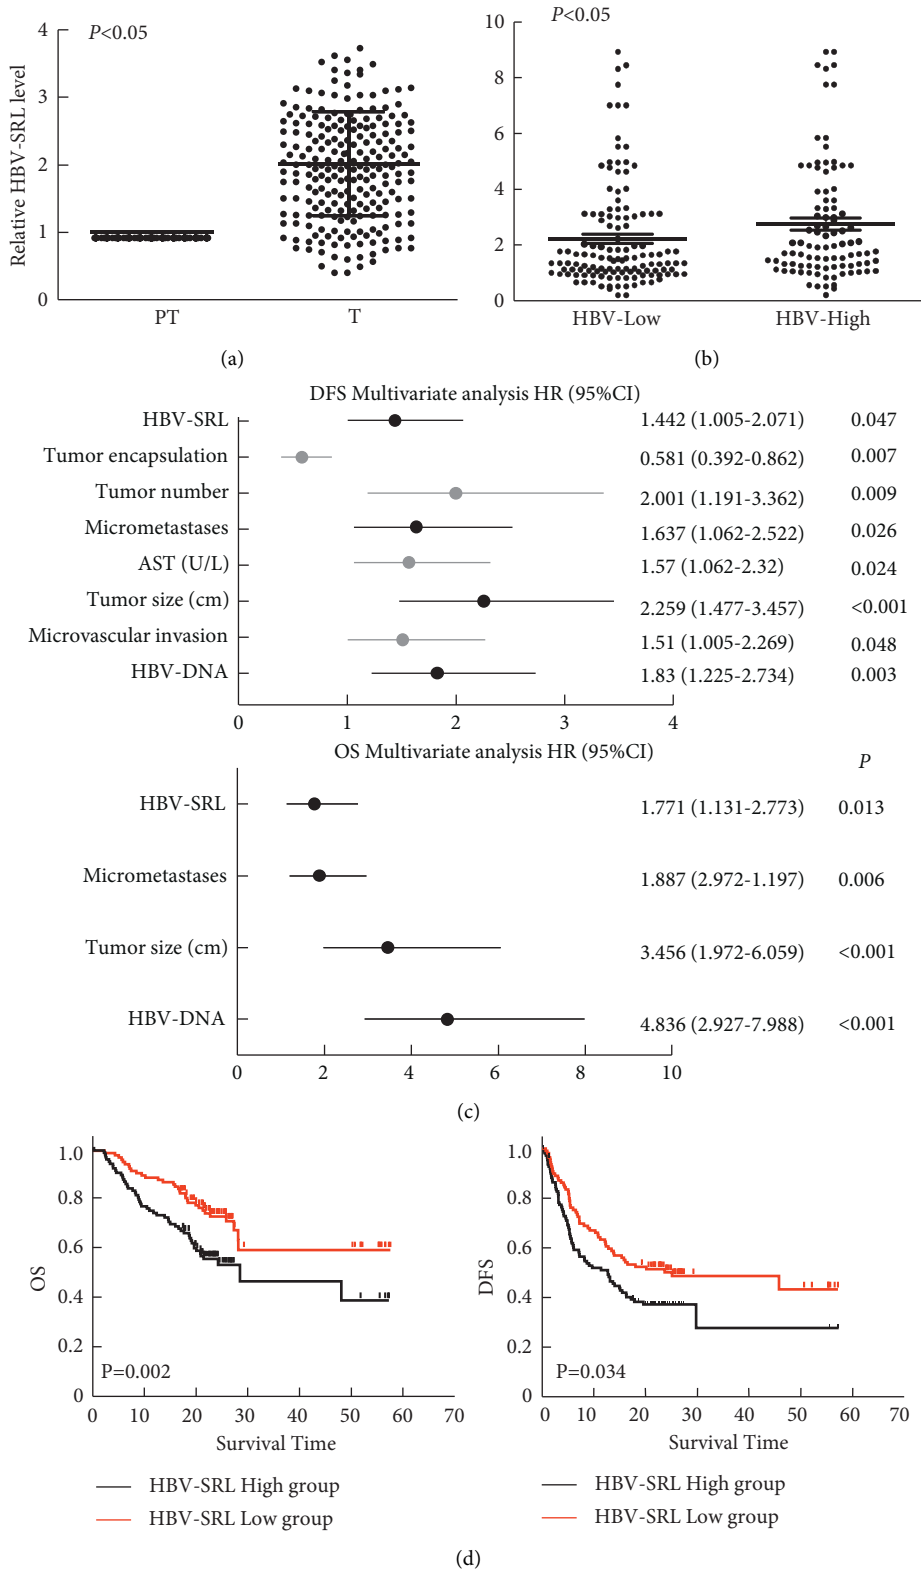 P<0.05
Relative HBV-SRL level
4
3
2
1
0
PT
T
(a)
P<0.05
10
8
6
4
2
0
HBV-Low
HBV-High
(b)
DFS Multivariate analysis HR (95%CI)
HBV-SRL 1.442 (1.005-2.071) 0.047
Tumor encapsulation 0.581 (0.392-0.862) 0.007
Tumor number 2.001 (1.191-3.362) 0.009
Micrometastases 1.637 (1.062-2.522) 0.026
AST (U/L) 1.57 (1.062-2.32) 0.024
Tumor size (cm) 2.259 (1.477-3.457) <0.001
Microvascular invasion 1.51 (1.005-2.269) 0.048
HBV-DNA 1.83 (1.225-2.734) 0.003
0 1 2 3 4
OS Multivariate analysis HR (95%CI) P
HBV-SRL 1.771 (1.131-2.773) 0.013
Micrometastases 1.887 (2.972-1.197) 0.006
Tumor size (cm) 3.456 (1.972-6.059) <0.001
HBV-DNA 4.836 (2.927-7.988) <0.001
0 2 4 6 8 10
(c)
OS
1.0
0.8
0.6
0.4
0.2
0
P=0.002
0 10 20 30 40 50 60 70
Survival Time
HBV-SRL High group
HBV-SRL Low group
DFS
1.0
0.8
0.6
0.4
0.2
0
P=0.034
0 10 20 30 40 50 60 70
Survival Time
HBV-SRL High group
HBV-SRL Low group
(d)